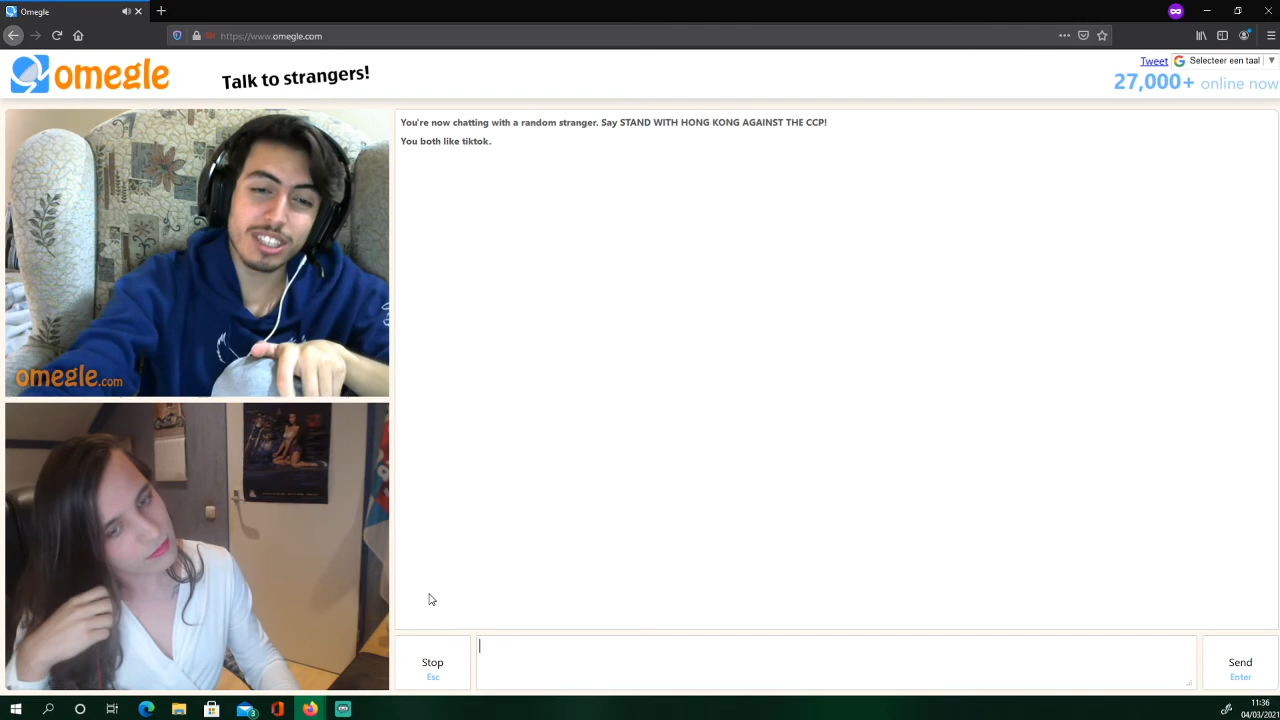 Omegle
https://www.omegle.com
omegle
Talk to strangers!
Tweet
Selecteer een taal
27,000+ online now
You're now chatting with a random stranger. Say STAND WITH HONG KONG AGAINST THE CCP!
You both like tiktok.
omegle.com
Stop
Esc
Send
Enter
3
11:36
04/03/2021